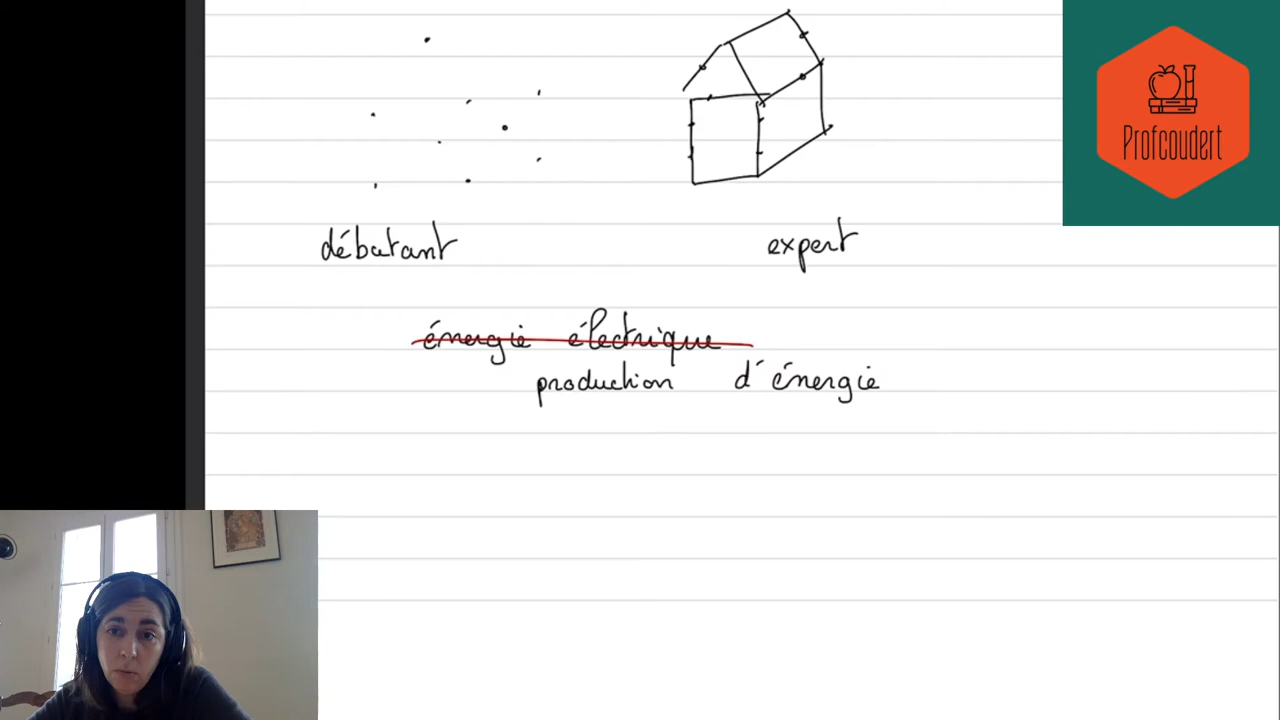 Profcoudert
débutant
expert
énergie électrique
production d'énergie